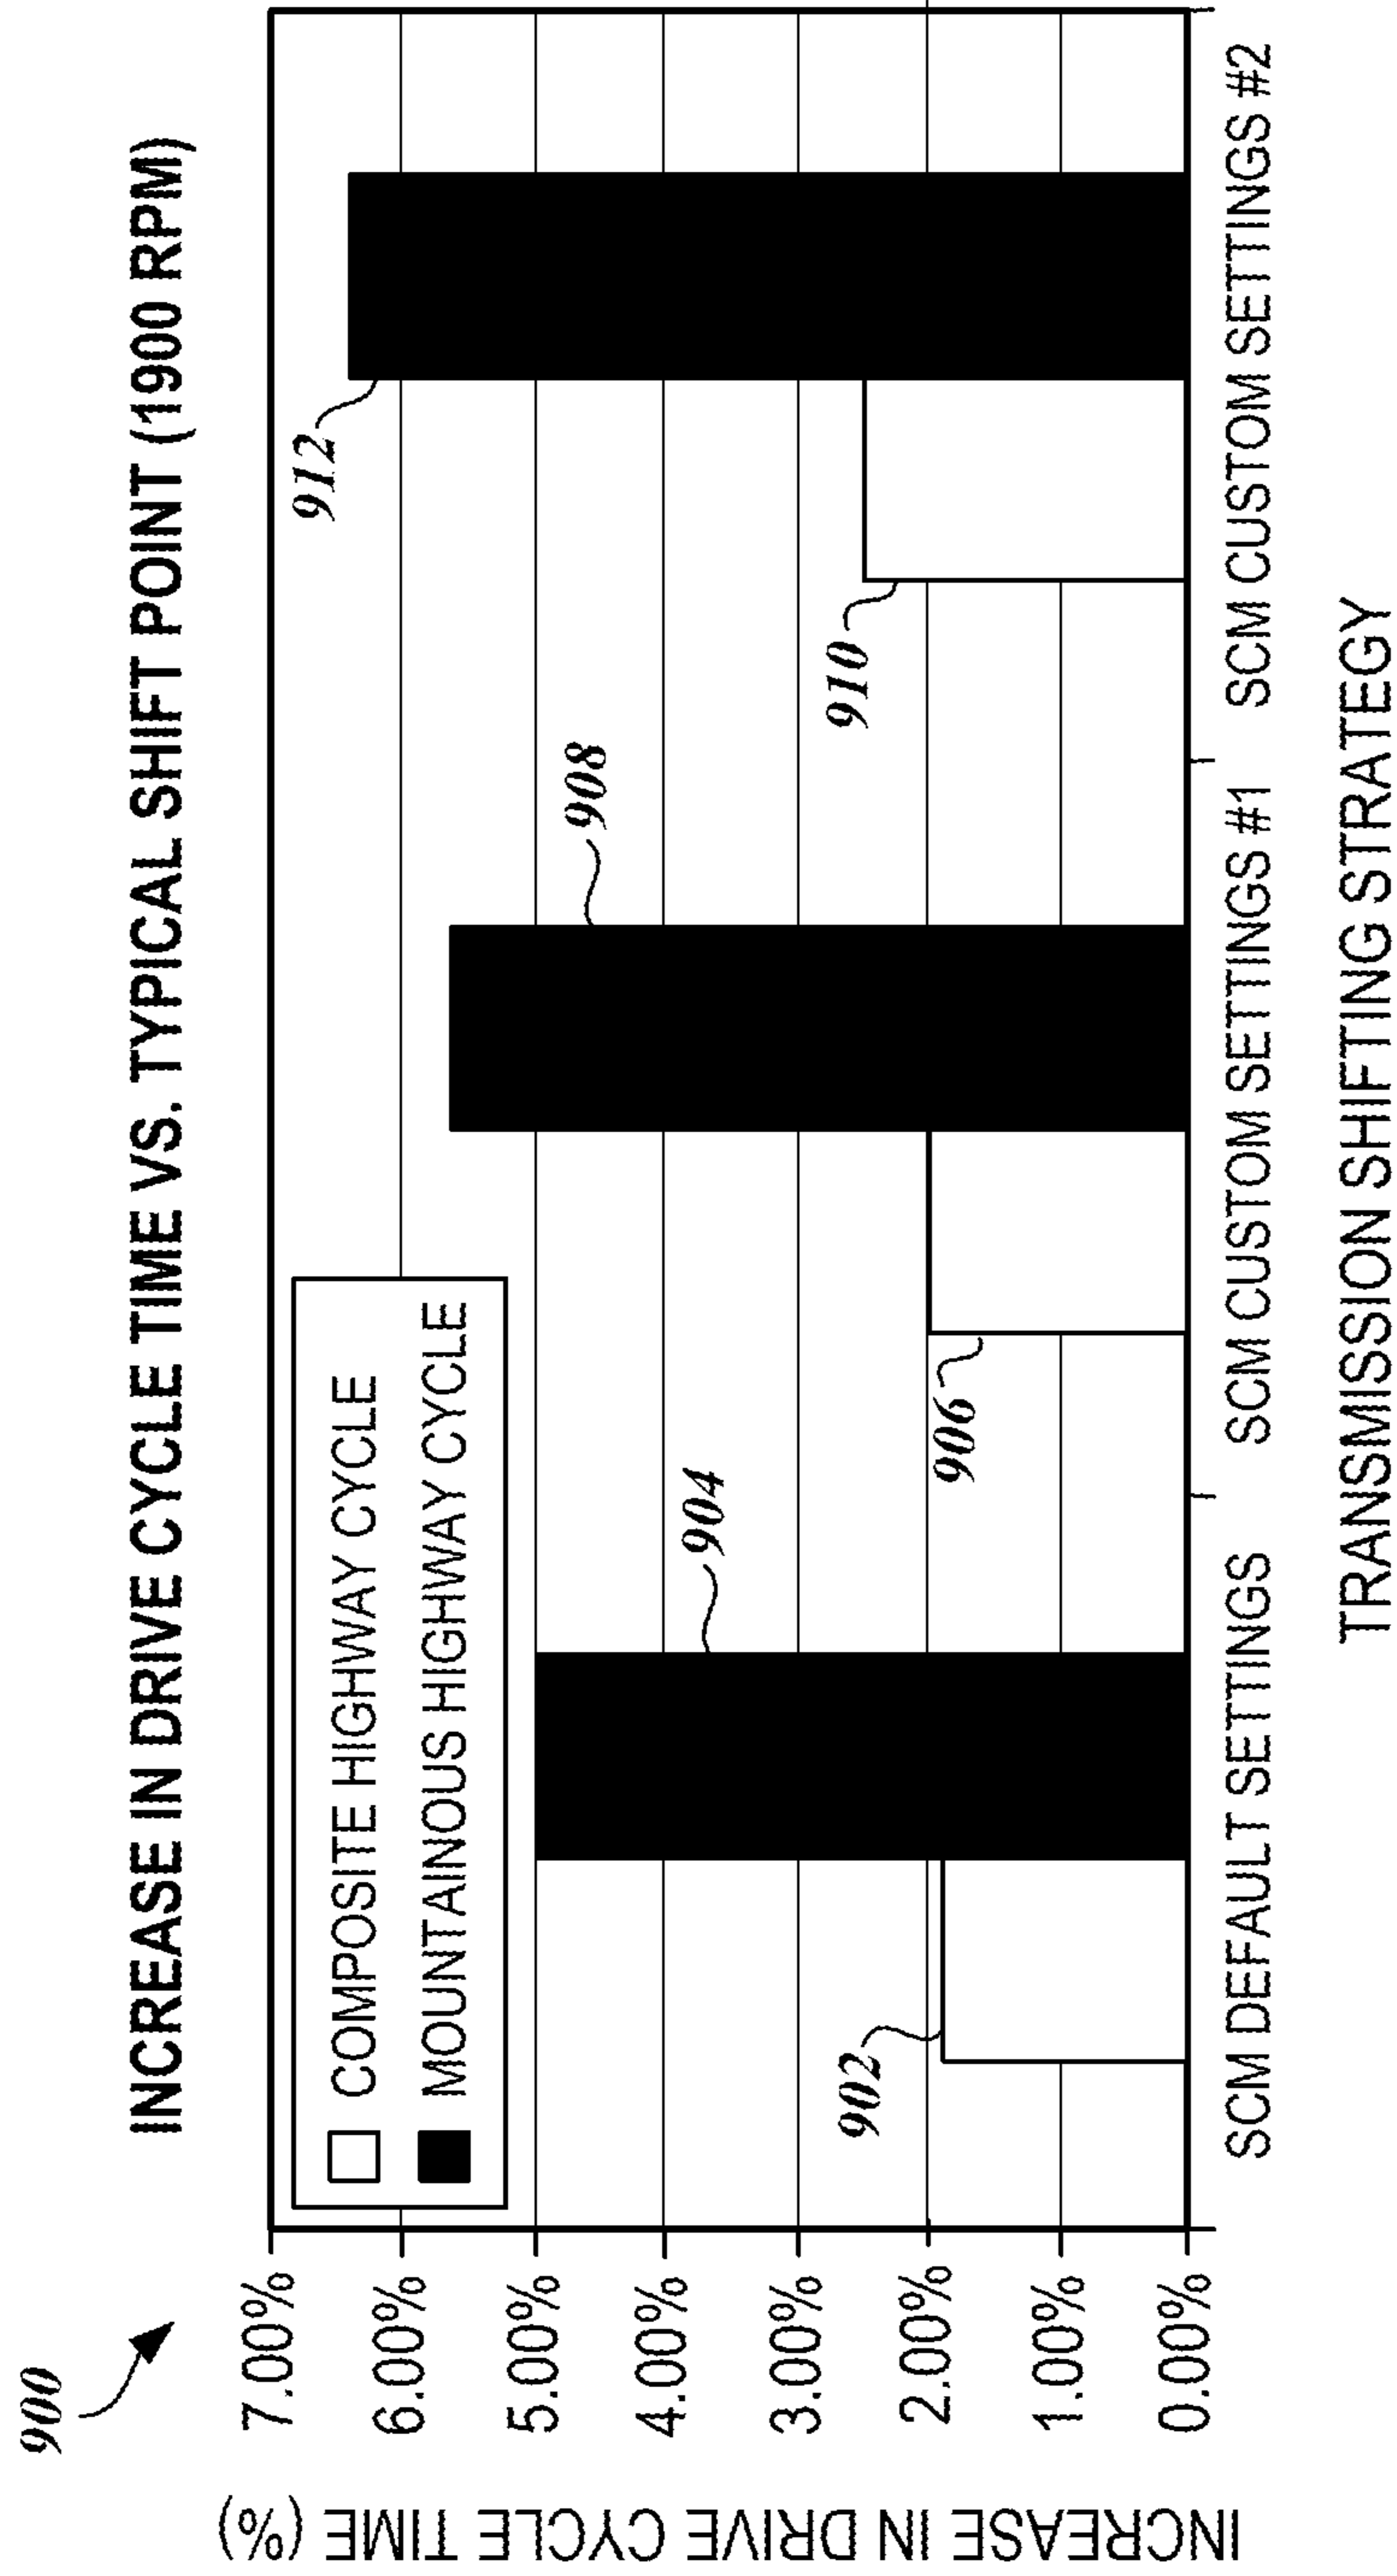 900
INCREASE IN DRIVE CYCLE TIME VS. TYPICAL SHIFT POINT (1900 RPM)
INCREASE IN DRIVE CYCLE TIME (%)
7.00%
6.00%
5.00%
4.00%
3.00%
2.00%
1.00%
0.00%
COMPOSITE HIGHWAY CYCLE
MOUNTAINOUS HIGHWAY CYCLE
902
904
906
908
910
912
SCM DEFAULT SETTINGS
SCM CUSTOM SETTINGS #1
SCM CUSTOM SETTINGS #2
TRANSMISSION SHIFTING STRATEGY